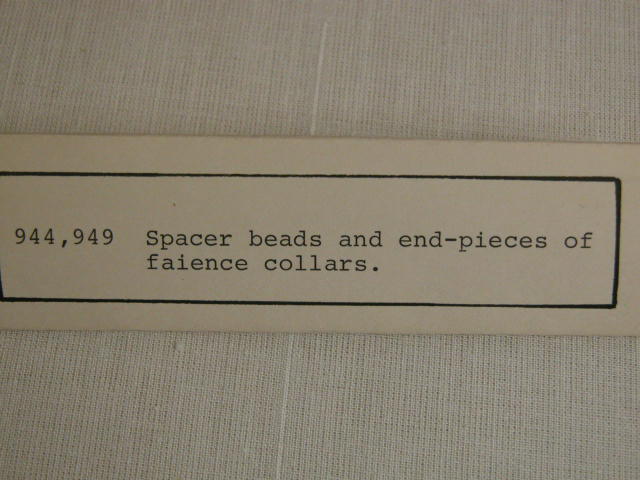 944,949 Spacer beads and end-pieces of
faience collars.